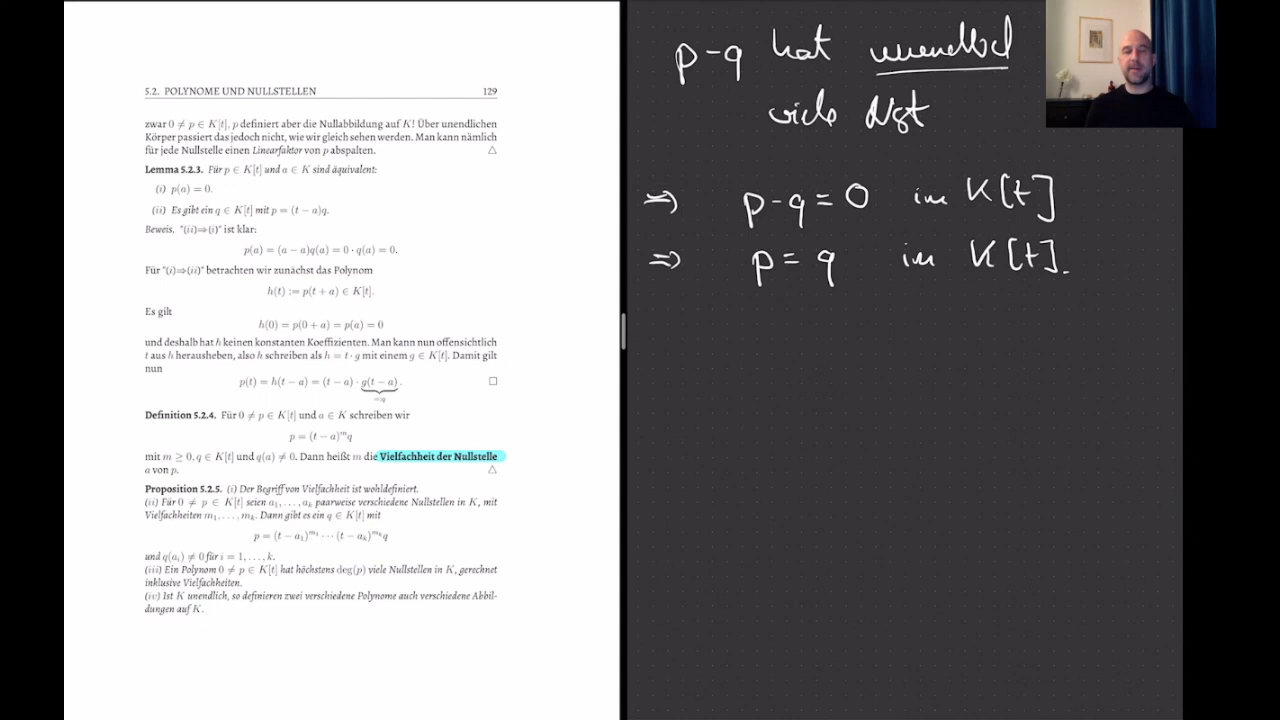 5.2. POLYNOME UND NULLSTELLEN 129
zwar 0 ≠ p ∈ K[t], p definiert aber die Nullabbildung auf K! Über unendlichen
Körper passiert das jedoch nicht, wie wir gleich sehen werden. Man kann nämlich
für jede Nullstelle einen Linearfaktor von p abspalten. △
Lemma 5.2.3. Für p ∈ K[t] und a ∈ K sind äquivalent:
(i) p(a) = 0.
(ii) Es gibt ein q ∈ K[t] mit p = (t − a)q.
Beweis. "(ii)⇒(i)" ist klar:
p(a) = (a − a)q(a) = 0 · q(a) = 0.
Für "(i)⇒(ii)" betrachten wir zunächst das Polynom
h(t) := p(t + a) ∈ K[t].
Es gilt
h(0) = p(0 + a) = p(a) = 0
und deshalb hat h keinen konstanten Koeffizienten. Man kann nun offensichtlich
t aus h herausheben, also h schreiben als h = t · g mit einem g ∈ K[t]. Damit gilt
nun
p(t) = h(t − a) = (t − a) · g(t − a) . □
=:q
Definition 5.2.4. Für 0 ≠ p ∈ K[t] und a ∈ K schreiben wir
p = (t − a)^m q
mit m ≥ 0, q ∈ K[t] und q(a) ≠ 0. Dann heißt m die Vielfachheit der Nullstelle
a von p. △
Proposition 5.2.5. (i) Der Begriff von Vielfachheit ist wohldefiniert.
(ii) Für 0 ≠ p ∈ K[t] seien a₁, . . . , aₖ paarweise verschiedene Nullstellen in K, mit
Vielfachheiten m₁, . . . , mₖ. Dann gibt es ein q ∈ K[t] mit
p = (t − a₁)^m₁ · · · (t − aₖ)^mₖ q
und q(aᵢ) ≠ 0 für i = 1, . . . , k.
(iii) Ein Polynom 0 ≠ p ∈ K[t] hat höchstens deg(p) viele Nullstellen in K, gerechnet
inklusive Vielfachheiten.
(iv) Ist K unendlich, so definieren zwei verschiedene Polynome auch verschiedene Abbil-
dungen auf K.
p-q hat unendlich
viele Nst
⇒ p-q = 0 in K[t]
⇒ p = q in K[t].